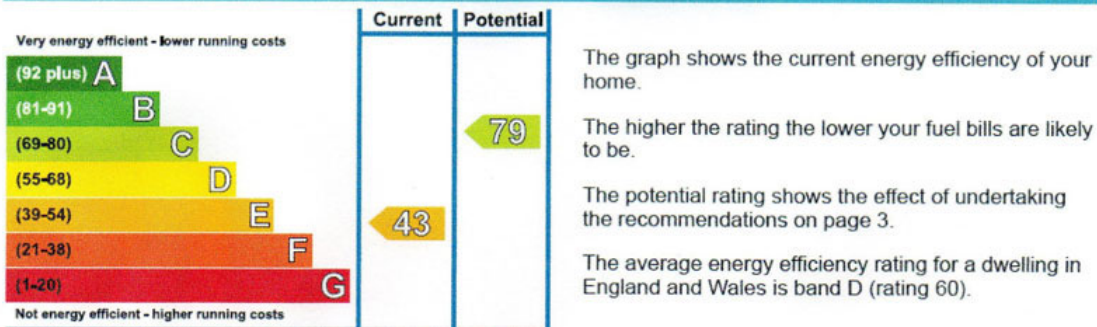 Current Potential
Very energy efficient - lower running costs
(92 plus) A
(81-91) B
(69-80) C
(55-68) D
(39-54) E
(21-38) F
(1-20) G
Not energy efficient - higher running costs
79
43
The graph shows the current energy efficiency of your
home.
The higher the rating the lower your fuel bills are likely
to be.
The potential rating shows the effect of undertaking
the recommendations on page 3.
The average energy efficiency rating for a dwelling in
England and Wales is band D (rating 60).